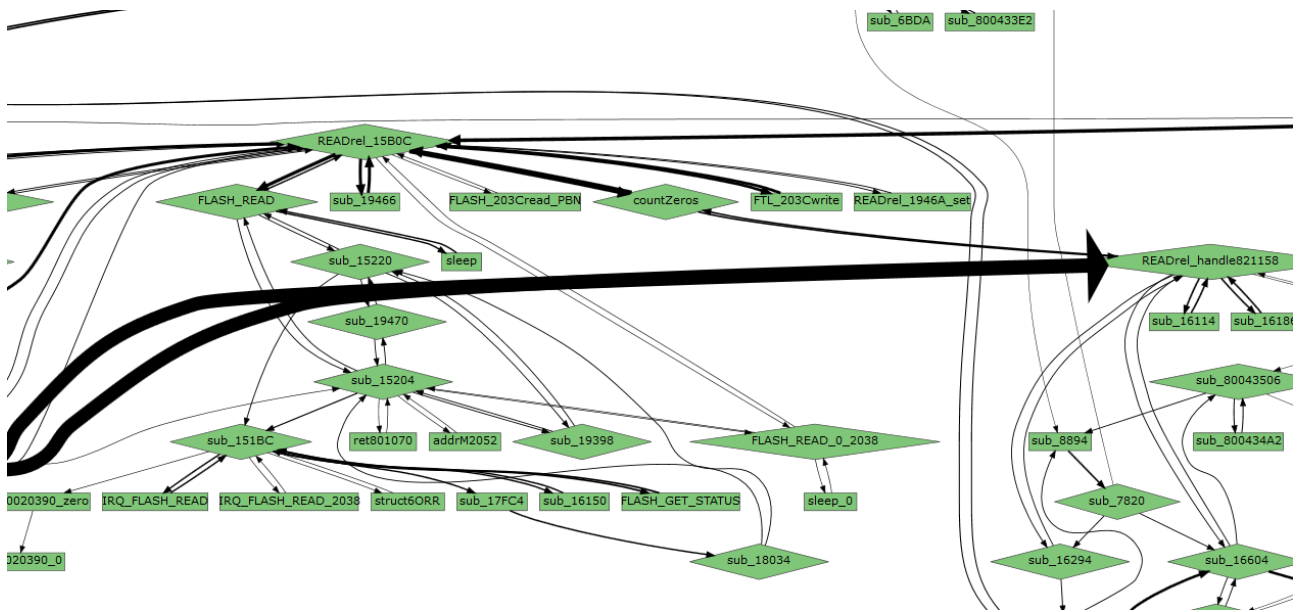 sub_6BDA
sub_800433E2
READrel_15B0C
FLASH_READ
sub_19466
FLASH_203Cread_PBN
countZeros
FTL_203Cwrite
READrel_1946A_set
sub_15220
sleep
READrel_handle821158
sub_19470
sub_16114
sub_16186
sub_15204
sub_80043506
sub_151BC
ret801070
addrM2052
sub_19398
FLASH_READ_0_2038
sub_8894
sub_800434A2
0020390_zero
IRQ_FLASH_READ
IRQ_FLASH_READ_2038
struct6ORR
sub_17FC4
sub_16150
FLASH_GET_STATUS
sleep_0
sub_7820
020390_0
sub_18034
sub_16294
sub_16604